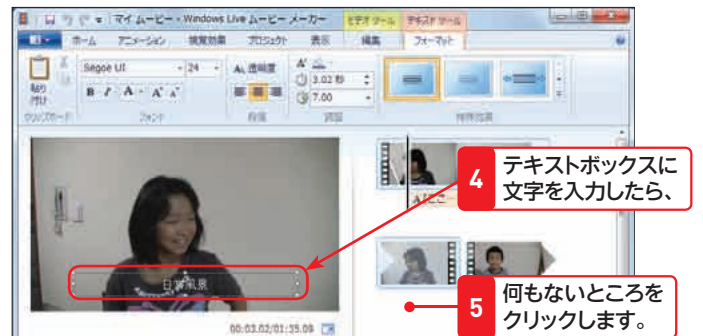 マイ ムービー - Windows Live ムービー メーカー
ビデオ ツール
テキスト ツール
ホーム アニメーション 視覚効果 プロジェクト 表示 編集 フォーマット
貼り
付け
Segoe UI 24
B I A A A
透明度
3.02 秒
7.00
クリップボード フォント 段落 調整 特殊効果
4 テキストボックスに
文字を入力したら、
日常風景
5 何もないところを
クリックします。
00:03.02/01:35.09